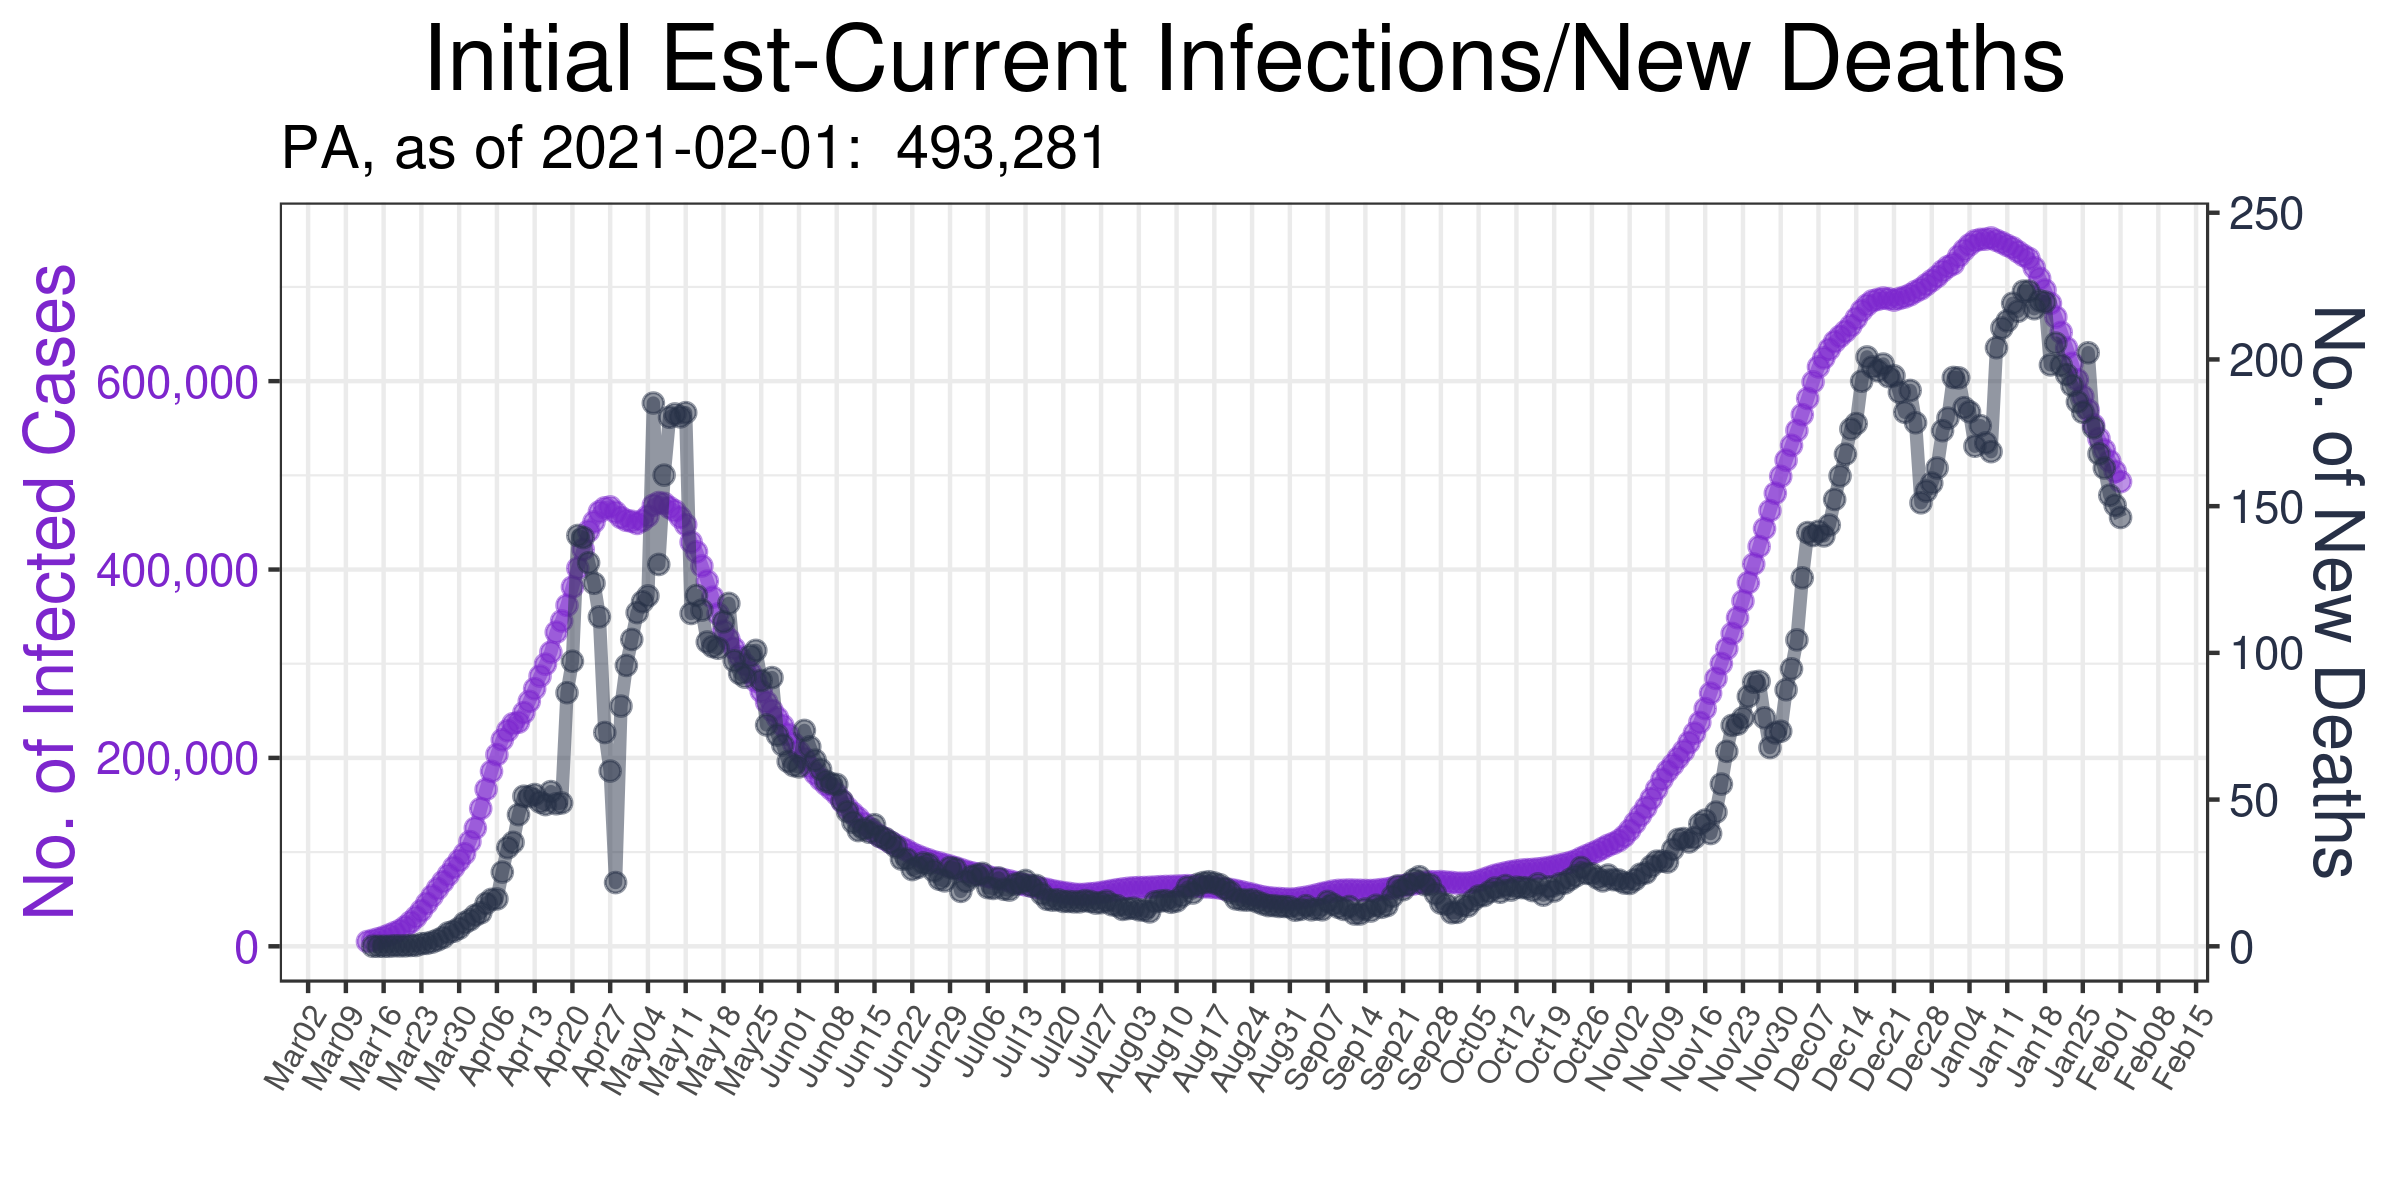 Initial Est-Current Infections/New Deaths
PA, as of 2021-02-01: 493,281
No. of Infected Cases
600,000
400,000
200,000
0
250
200
150
100
50
0
No. of New Deaths
Mar02
Mar09
Mar16
Mar23
Mar30
Apr06
Apr13
Apr20
Apr27
May04
May11
May18
May25
Jun01
Jun08
Jun15
Jun22
Jun29
Jul06
Jul13
Jul20
Jul27
Aug03
Aug10
Aug17
Aug24
Aug31
Sep07
Sep14
Sep21
Sep28
Oct05
Oct12
Oct19
Oct26
Nov02
Nov09
Nov16
Nov23
Nov30
Dec07
Dec14
Dec21
Dec28
Jan04
Jan11
Jan18
Jan25
Feb01
Feb08
Feb15